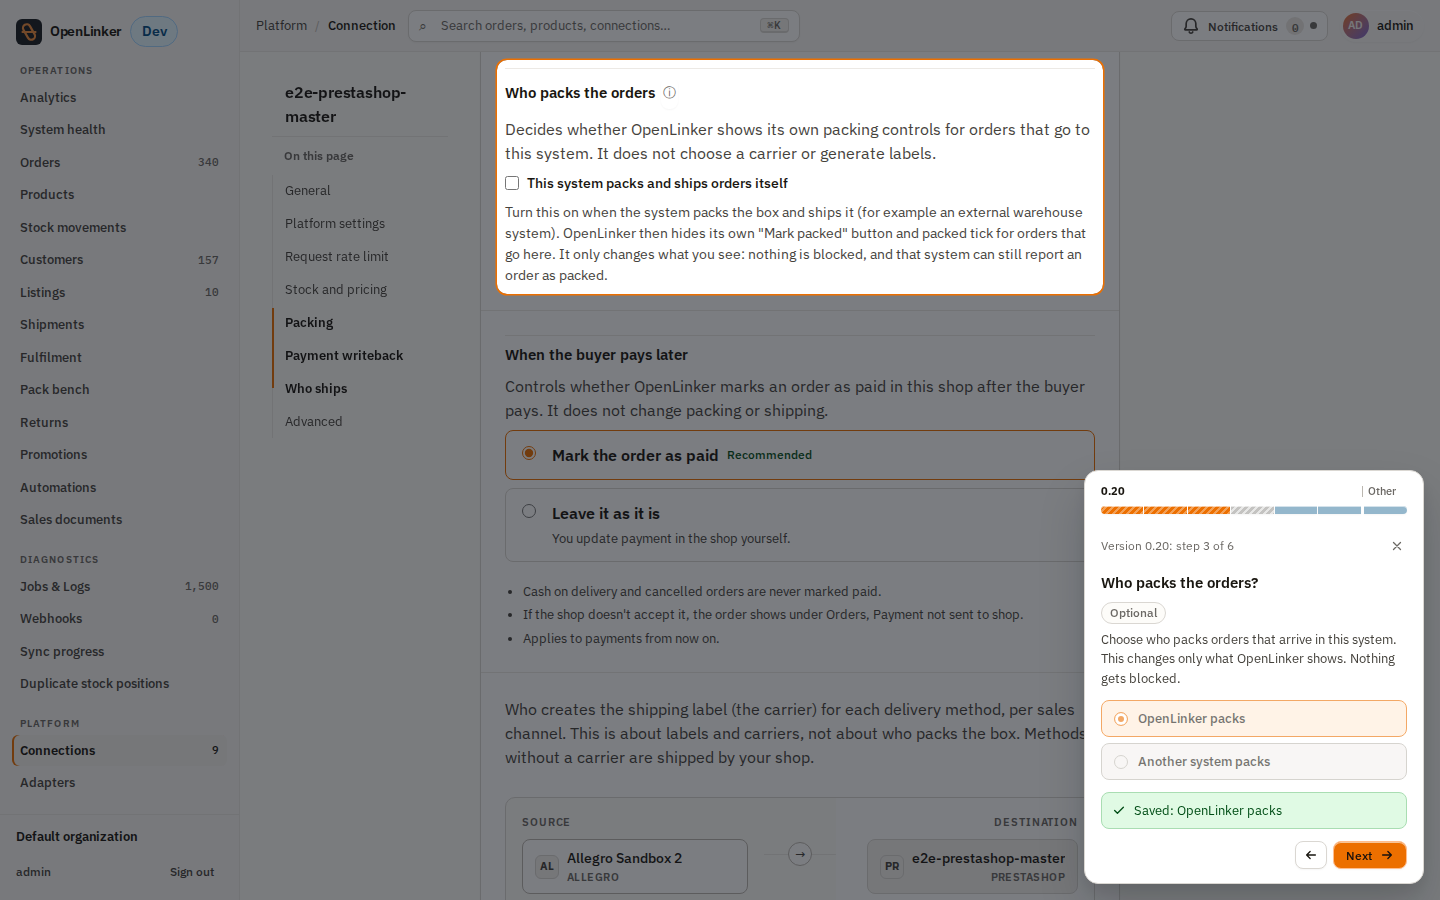 OpenLinker
Dev
OPERATIONS
Analytics
System health
Orders 340
Products
Stock movements
Customers 157
Listings 10
Shipments
Fulfilment
Pack bench
Returns
Promotions
Automations
Sales documents
DIAGNOSTICS
Jobs & Logs 1,500
Webhooks 0
Sync progress
Duplicate stock positions
PLATFORM
Connections 9
Adapters
Default organization
admin Sign out
Platform / Connection
Search orders, products, connections... ⌘K
Notifications 0
AD admin
e2e-prestashop-
master
On this page
General
Platform settings
Request rate limit
Stock and pricing
Packing
Payment writeback
Who ships
Advanced
Who packs the orders ⓘ
Decides whether OpenLinker shows its own packing controls for orders that go to
this system. It does not choose a carrier or generate labels.
This system packs and ships orders itself
Turn this on when the system packs the box and ships it (for example an external warehouse
system). OpenLinker then hides its own "Mark packed" button and packed tick for orders that
go here. It only changes what you see: nothing is blocked, and that system can still report an
order as packed.
When the buyer pays later
Controls whether OpenLinker marks an order as paid in this shop after the buyer
pays. It does not change packing or shipping.
Mark the order as paid Recommended
Leave it as it is
You update payment in the shop yourself.
• Cash on delivery and cancelled orders are never marked paid.
• If the shop doesn't accept it, the order shows under Orders, Payment not sent to shop.
• Applies to payments from now on.
Who creates the shipping label (the carrier) for each delivery method, per sales
channel. This is about labels and carriers, not about who packs the box. Methods
without a carrier are shipped by your shop.
SOURCE
AL Allegro Sandbox 2
ALLEGRO
→
DESTINATION
PR e2e-prestashop-master
PRESTASHOP
0.20 Other
Version 0.20: step 3 of 6
Who packs the orders?
Optional
Choose who packs orders that arrive in this system.
This changes only what OpenLinker shows. Nothing
gets blocked.
OpenLinker packs
Another system packs
Saved: OpenLinker packs
← Next →